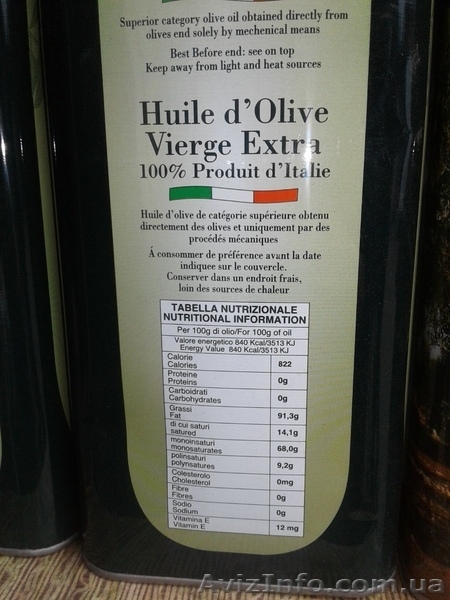 Superior category olive oil obtained directly from
olives end solely by mechenical means
Best Before end: see on top
Keep away from light and heat sources
Huile d'Olive
Vierge Extra
100% Produit d'Italie
Huile d'olive de catégorie supérieure obtenu
directement des olives et uniquement par des
procédés mécaniques
Á consommer de préférence avant la date
indiquee sur le couvercle.
Conserver dans un endroit frais,
loin des sources de chaleur
TABELLA NUTRIZIONALE
NUTRITIONAL INFORMATION
Per 100g di olio/For 100g of oil
Valore energetico 840 Kcal/3513 KJ
Energy Value 840 Kcal/3513 KJ
Calorie
Calories 822
Proteine
Proteins 0g
Carboidrati
Carbohydrates 0g
Grassi
Fat 91,3g
di cui saturi
satured 14,1g
monoinsaturi
monosaturates 68,0g
polinsaturi
polynsatures 9,2g
Colesterolo
Cholesterol 0mg
Fibre
Fibres 0g
Sodio
Sodium 0g
Vitamina E
Vitamin E 12 mg
AvizInfo.com.ua